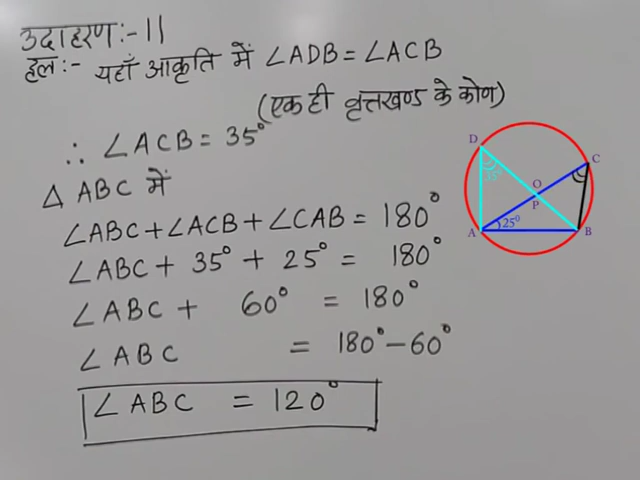 उदाहरण:-11
हल:- यहाँ आकृति में ∠ADB = ∠ACB
(एक ही वृत्तखण्ड के कोण)
∴ ∠ACB = 35°
△ ABC में
∠ABC + ∠ACB + ∠CAB = 180°
∠ABC + 35° + 25° = 180°
∠ABC + 60° = 180°
∠ABC = 180° - 60°
∠ABC = 120°
D
C
35°
O
P
A
25°
B